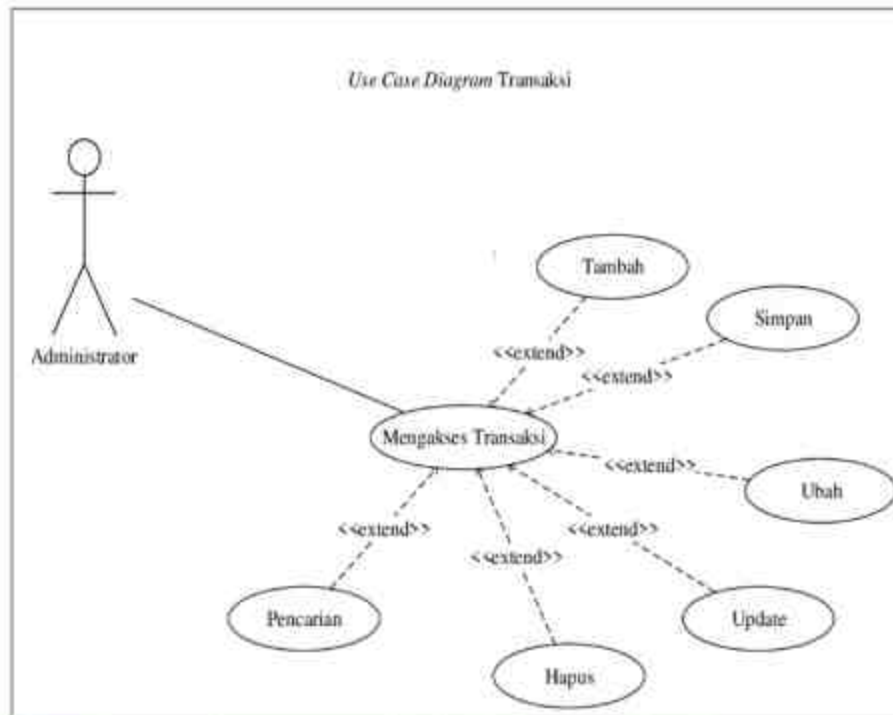 Use Case Diagram Transaksi
Tambah
Simpan
Administrator
<<extend>>
<<extend>>
Mengakses Transaksi
<<extend>>
Ubah
<<extend>>
<<extend>>
<<extend>>
Pencarian
Update
Hapus